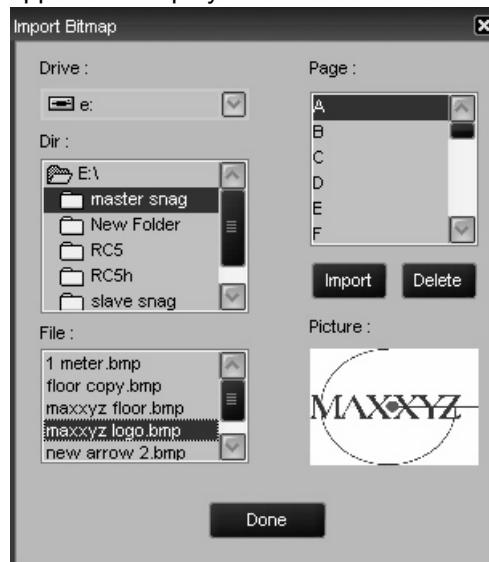 Import Bitmap
Drive :
e:
Dir :
E:\
master snag
New Folder
RC5
RC5h
slave snag
File :
1 meter.bmp
floor copy.bmp
maxxyz floor.bmp
maxxyz logo.bmp
new arrow 2.bmp
Page :
A
B
C
D
E
F
Import Delete
Picture :
MAXXYZ
Done